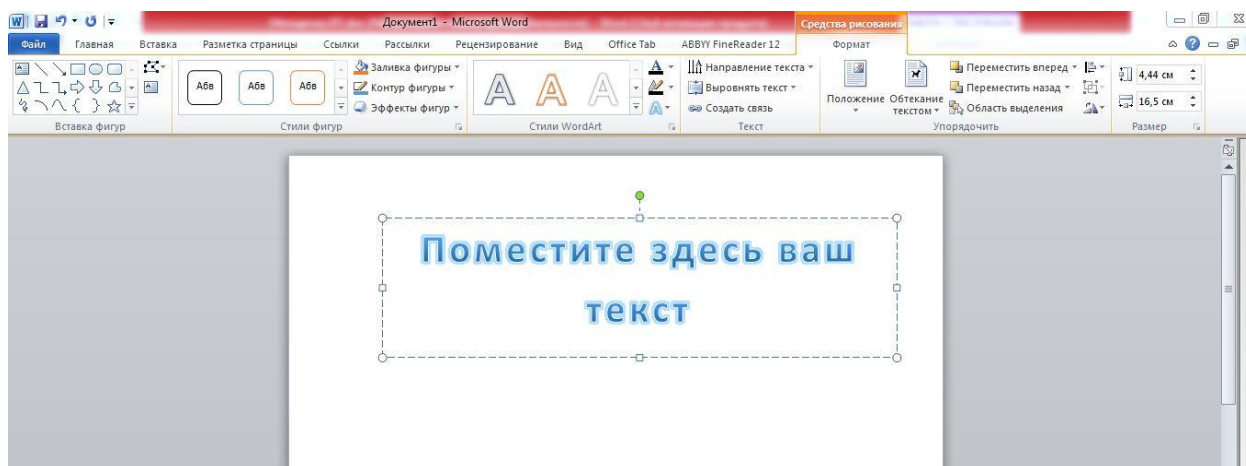 Документ1 - Microsoft Word
Средства рисования
Файл Главная Вставка Разметка страницы Ссылки Рассылки Рецензирование Вид Office Tab ABBYY FineReader 12 Формат
Абв Абв Абв
Заливка фигуры
Контур фигуры
Эффекты фигур
Направление текста
Выровнять текст
Создать связь
Положение
Обтекание текстом
Переместить вперед
Переместить назад
Область выделения
4,44 см
16,5 см
Вставка фигур Стили фигур Стили WordArt Текст Упорядочить Размер
Поместите здесь ваш
текст